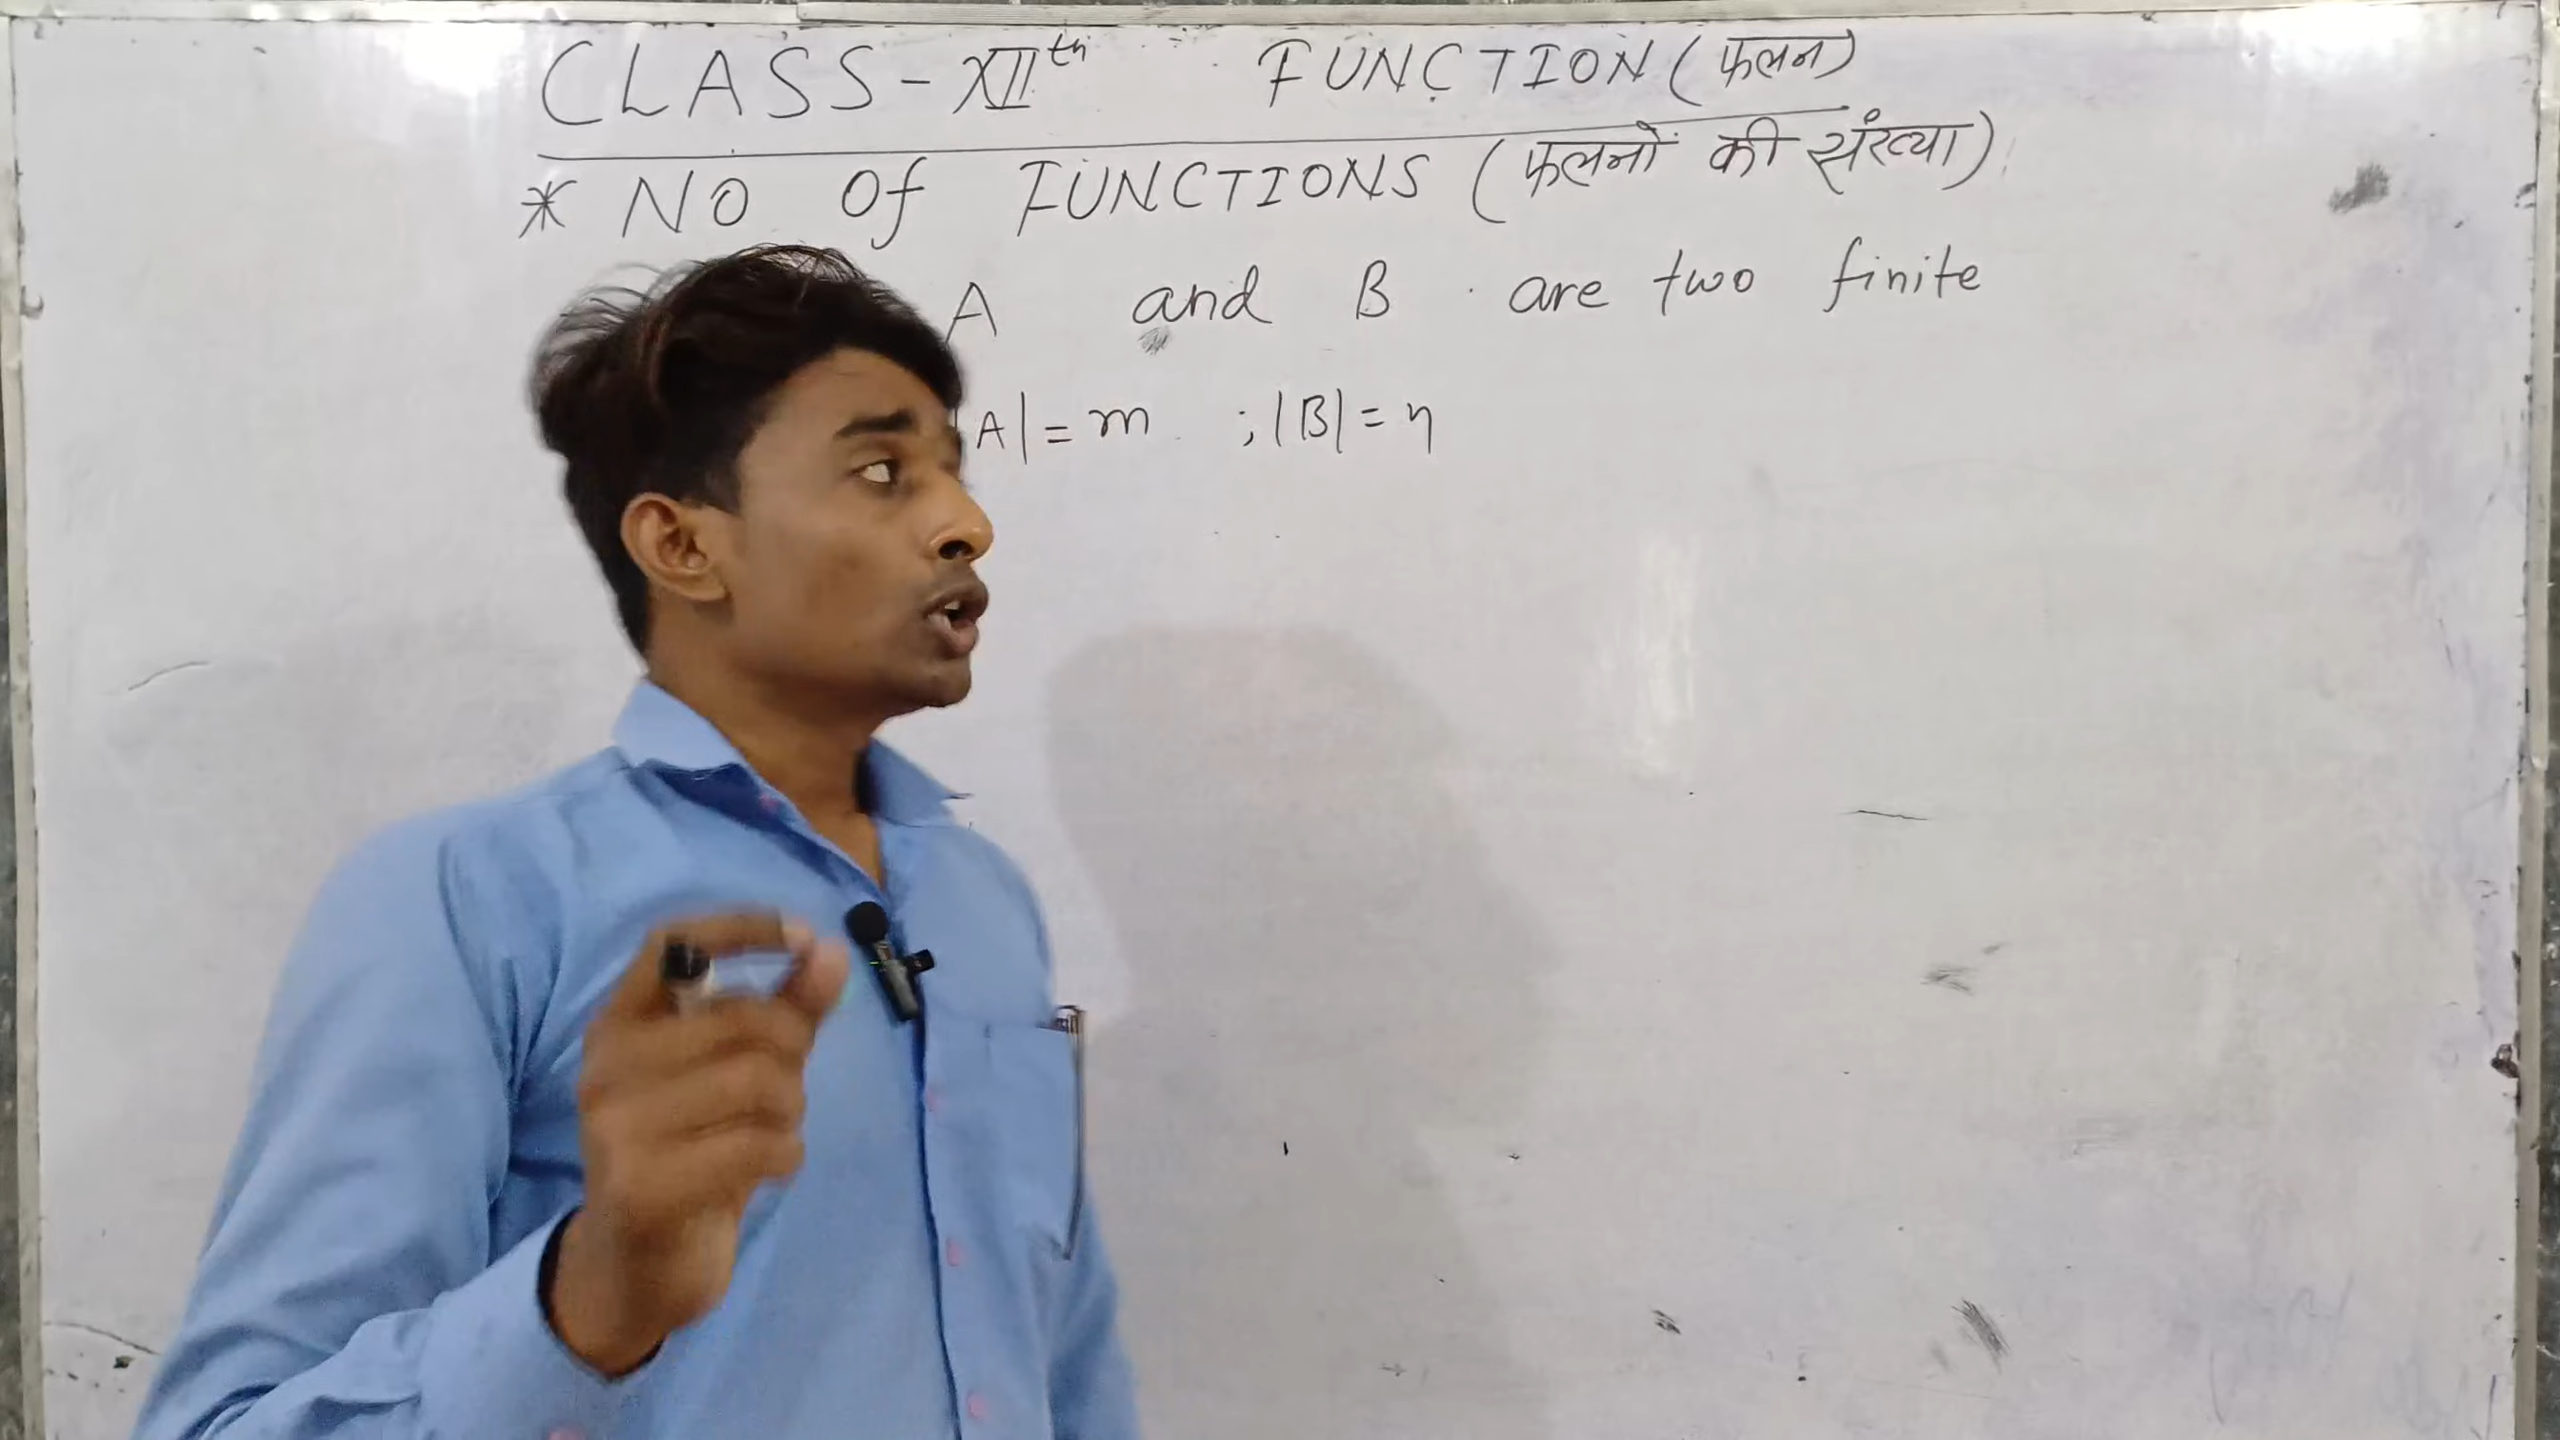 CLASS-XIIth FUNCTION (फलन)
* NO Of FUNCTIONS (फलनों की संख्या)
A and B are two finite
|A| = m ; |B| = n